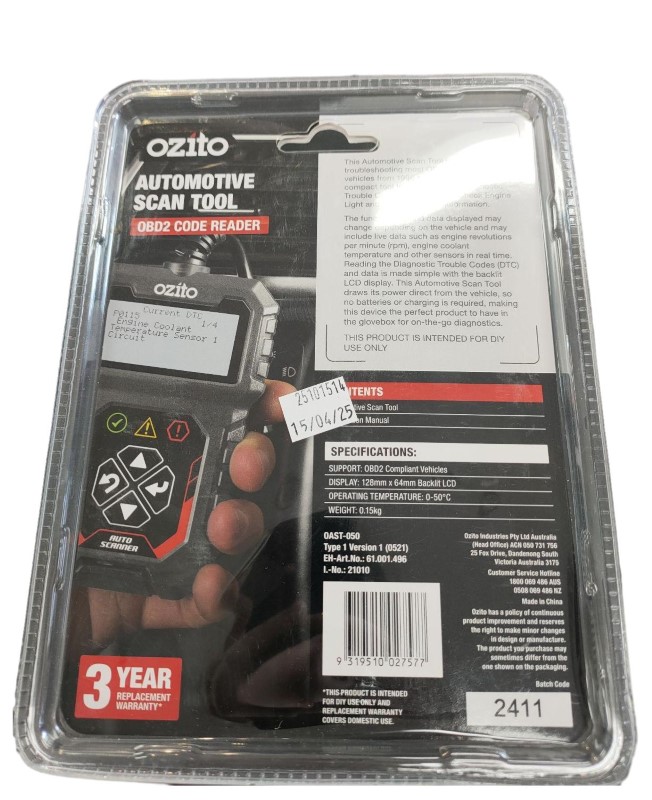 ozito
AUTOMOTIVE
SCAN TOOL
OBD2 CODE READER
This Automotive Scan
troubleshooting
vehicles from
compact
Trouble Engine
Light
The data displayed may
change depending on the vehicle and may
include live data such as engine revolutions
per minute (rpm), engine coolant
temperature and other sensors in real time.
Reading the Diagnostic Trouble Codes (DTC)
and data is made simple with the backlit
LCD display. This Automotive Scan Tool
draws its power direct from the vehicle, so
no batteries or charging is required, making
this device the perfect product to have in
the glovebox for on-the-go diagnostics.
THIS PRODUCT IS INTENDED FOR DIY
USE ONLY
ozito
Current DTC
P0115 1/4
Engine Coolant
Temperature Sensor 1
Circuit
AUTO
SCANNER
25101514
15/04/25
NTENTS
tive Scan Tool
on Manual
SPECIFICATIONS:
SUPPORT: OBD2 Compliant Vehicles
DISPLAY: 128mm x 64mm Backlit LCD
OPERATING TEMPERATURE: 0-50°C
WEIGHT: 0.15kg
OAST-050
Type 1 Version 1 (0521)
EH-Art.No.: 61.001.496
I.-No.: 21010
9 319510 027577
*THIS PRODUCT IS INTENDED
FOR DIY USE ONLY AND
REPLACEMENT WARRANTY
COVERS DOMESTIC USE.
Ozito Industries Pty Ltd Australia
(Head Office) ACN 050 731 756
25 Fox Drive, Dandenong South
Victoria Australia 3175
Customer Service Hotline
1800 069 486 AUS
0508 069 486 NZ
Made in China
Ozito has a policy of continuous
product improvement and reserves
the right to make minor changes
in design or manufacture.
The product you purchase may
sometimes differ from the
one shown on the packaging.
Batch Code
2411
3 YEAR
REPLACEMENT
WARRANTY*